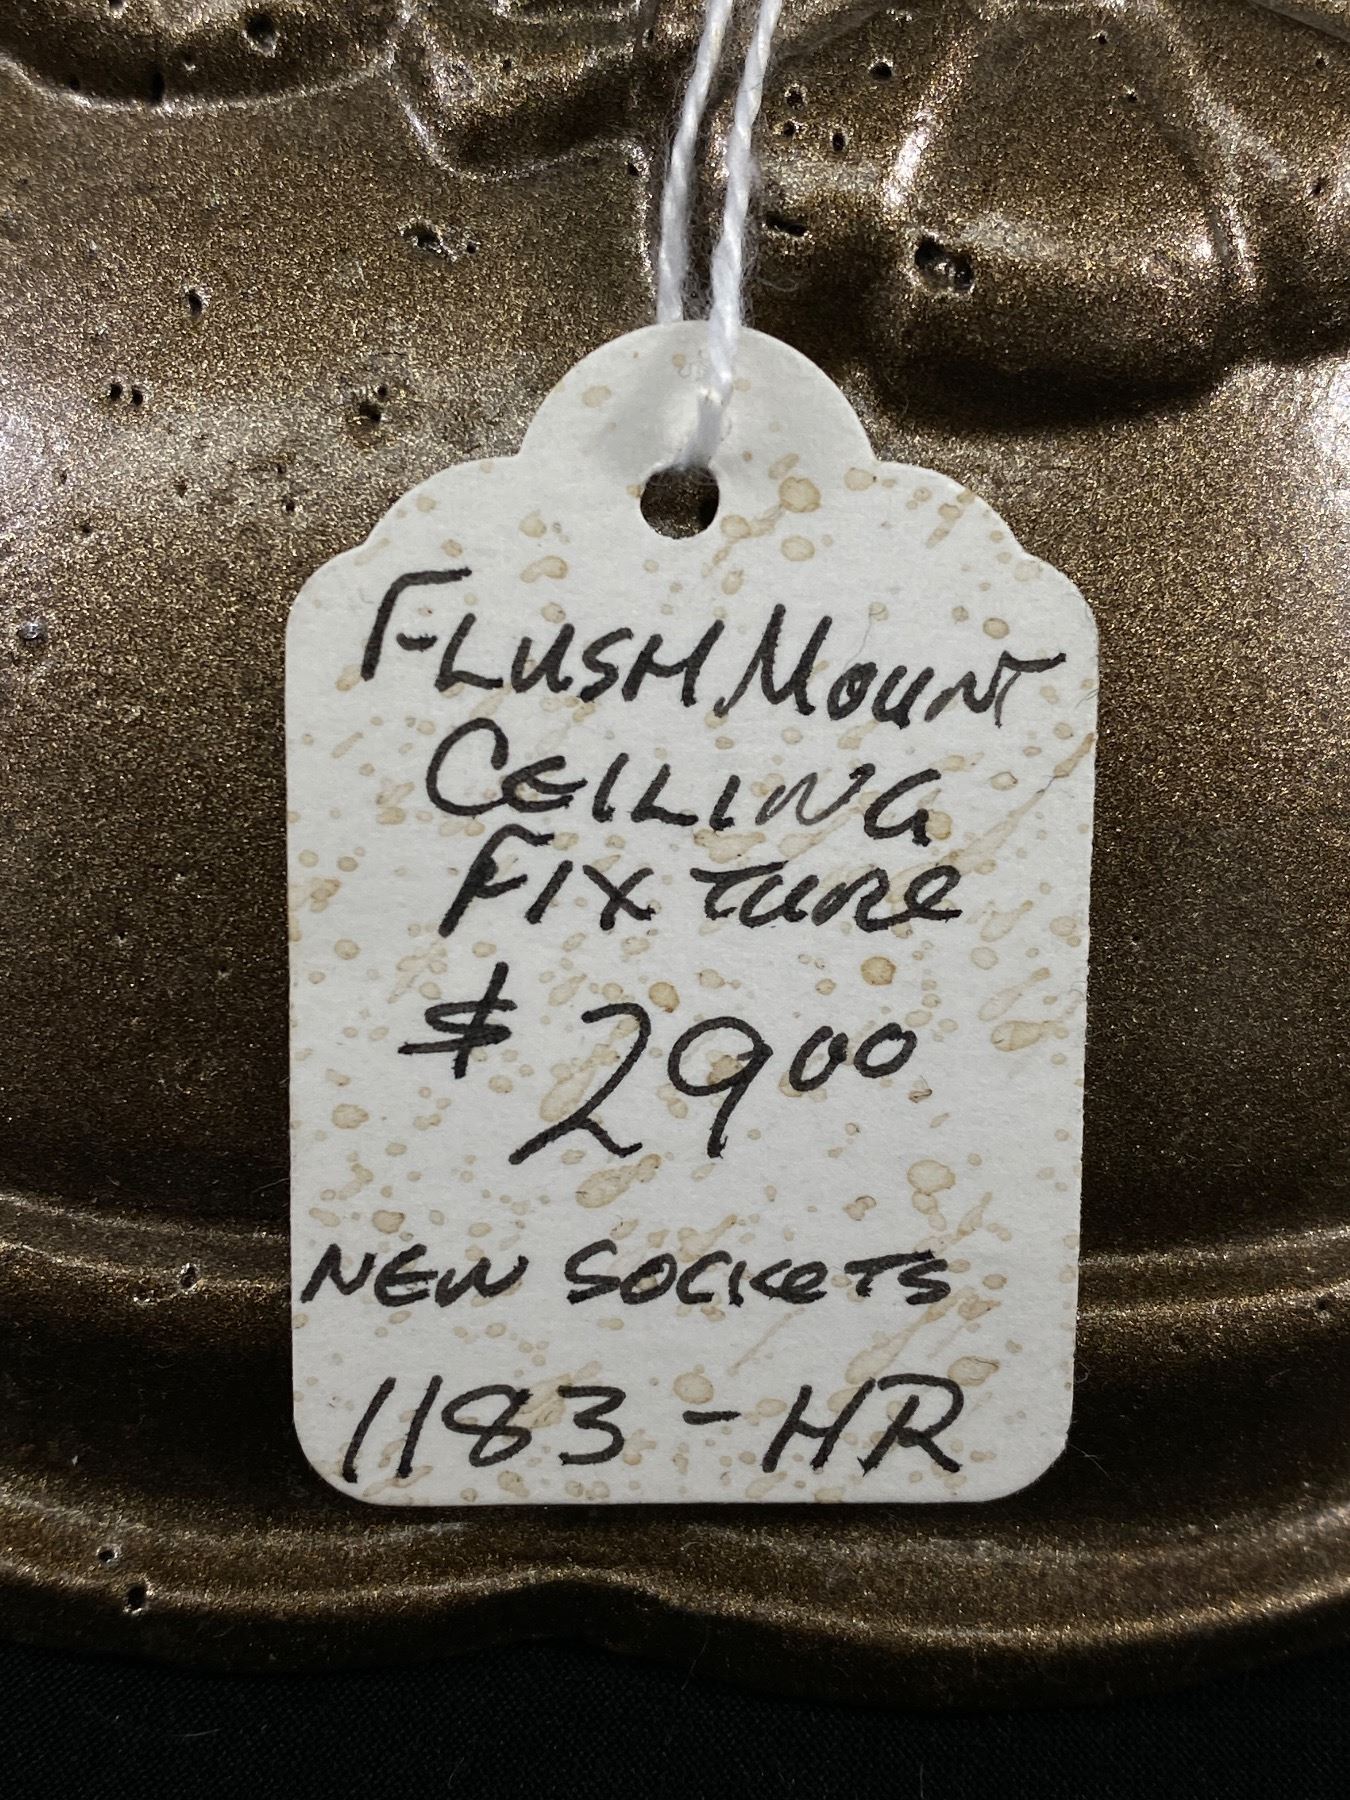 FLUSH MOUNT
CEILING
FIXTURE
$ 29 00
NEW SOCKETS
1183-HR